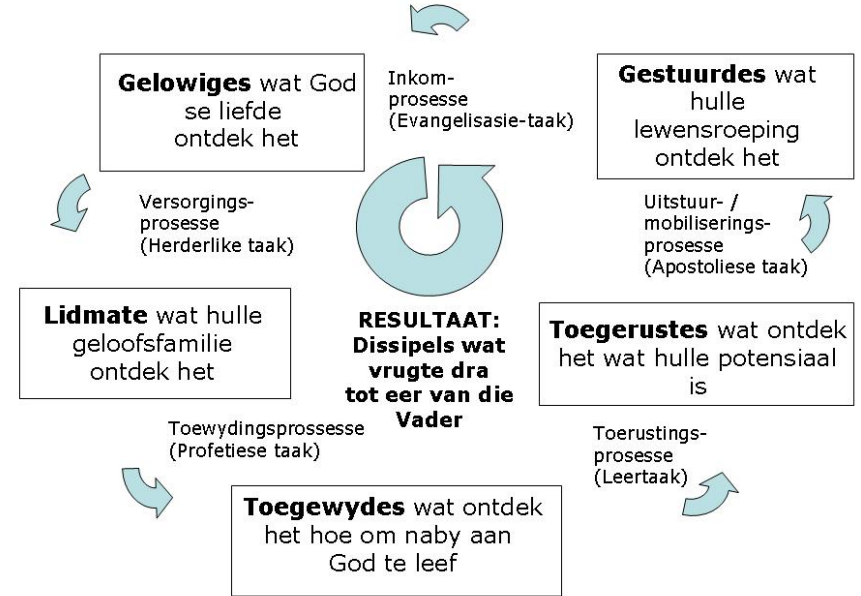 Gelowiges wat God
se liefde
ontdek het
Inkom-
prosesse
(Evangelisasie-taak)
Gestuurdes wat
hulle
lewensroeping
ontdek het
Versorgings-
prosesse
(Herderlike taak)
Uitstuur- /
mobiliserings-
prosesse
(Apostoliese taak)
Lidmate wat hulle
geloofsfamilie
ontdek het
RESULTAAT:
Dissipels wat
vrugte dra
tot eer van die
Vader
Toegerustes wat ontdek
het wat hulle potensiaal
is
Toewydingsprossesse
(Profetiese taak)
Toerustings-
prosesse
(Leertaak)
Toegewydes wat ontdek
het hoe om naby aan
God te leef